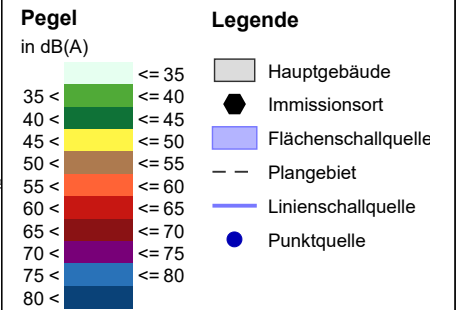 Pegel
in dB(A)
<= 35
35 < <= 40
40 < <= 45
45 < <= 50
50 < <= 55
55 < <= 60
60 < <= 65
65 < <= 70
70 < <= 75
75 < <= 80
80 <
Legende
Hauptgebäude
Immissionsort
Flächenschallquelle
Plangebiet
Linienschallquelle
Punktquelle